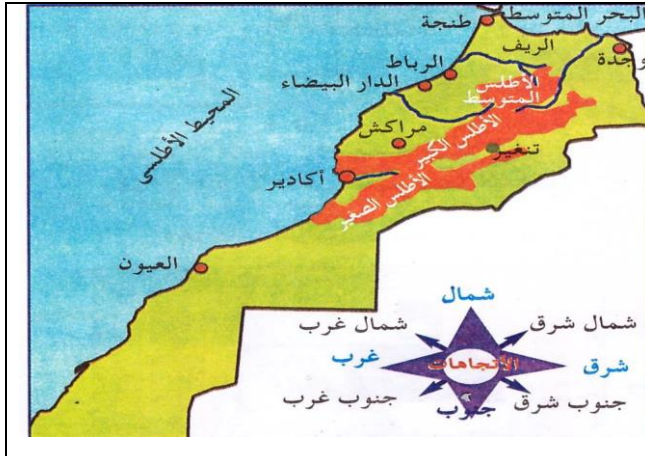 البحر المتوسط
طنجة
الريف
وجدة
الرباط
الدار البيضاء
الأطلس
المتوسط
المحيط الأطلسي
مراكش
الأطلس الكبير
تنغير
أكادير
الأطلس الصغير
العيون
شمال
شمال شرق
شمال غرب
شرق
الأتجاهات
غرب
جنوب شرق
جنوب
جنوب غرب